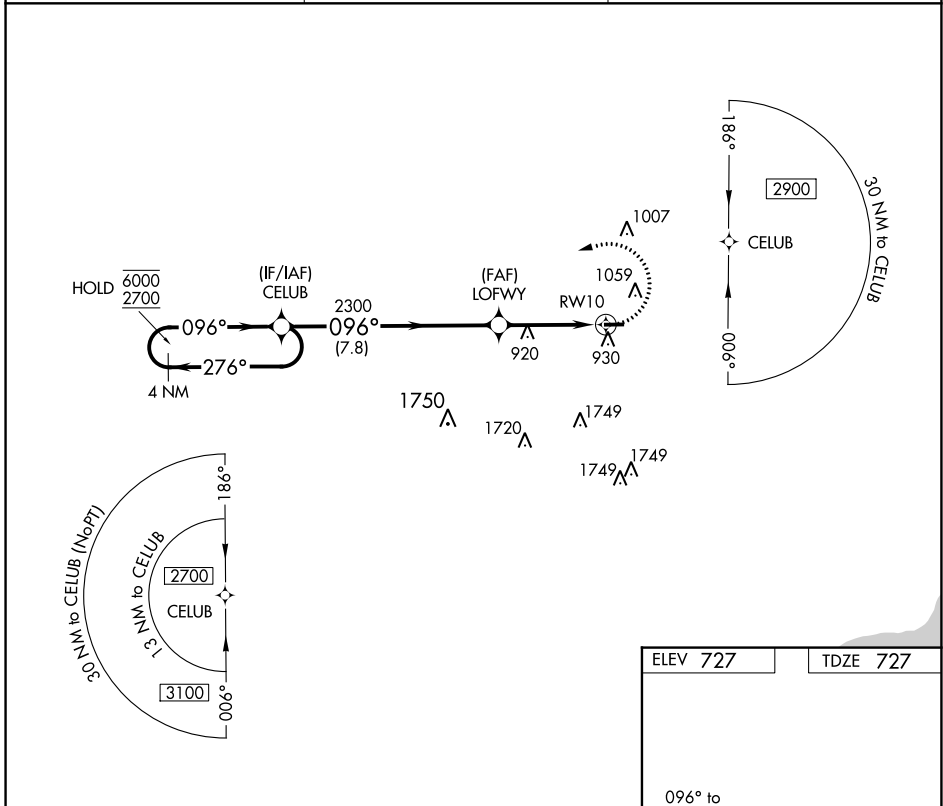 186°
2900
CELUB
30 NM to CELUB
006°
1007
1059
HOLD
6000
2700
(IF/IAF)
CELUB
(FAF)
LOFWY
RW10
096°
2300
096°
(7.8)
276°
4 NM
920
930
1750
1720
1749
1749
1749
186°
30 NM to CELUB (NoPT)
13 NM to CELUB
2700
CELUB
3100
006°
ELEV 727
TDZE 727
096° to